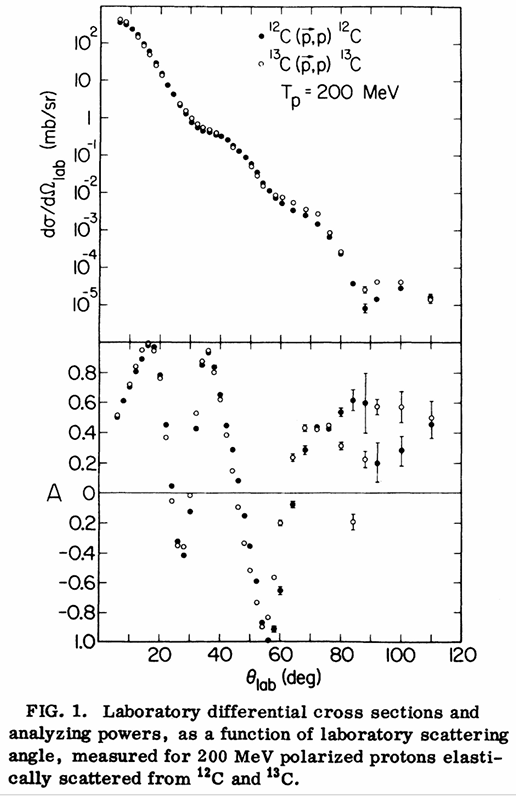 10² • ¹²C (p⃗,p) ¹²C
○ ¹³C (p⃗,p) ¹³C
10 Tp = 200 MeV
1
10⁻¹
10⁻²
10⁻³
10⁻⁴
10⁻⁵
dσ/dΩlab (mb/sr)
0.8
0.6
0.4
0.2
A 0
0.2
-0.4
-0.6
-0.8
1.0
20 40 60 80 100 120
θlab (deg)
FIG. 1. Laboratory differential cross sections and
analyzing powers, as a function of laboratory scattering
angle, measured for 200 MeV polarized protons elasti-
cally scattered from ¹²C and ¹³C.